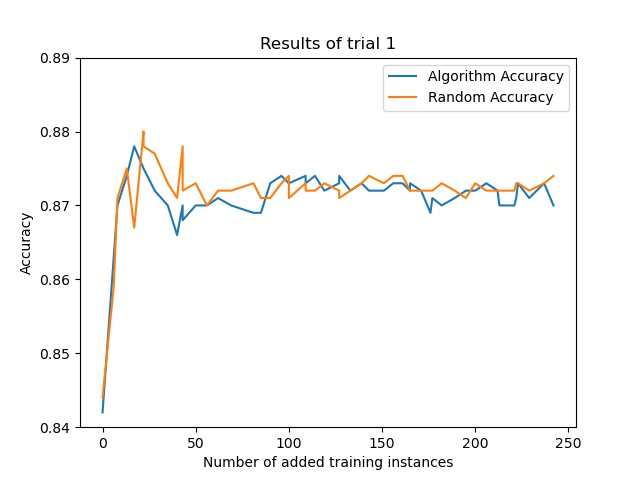 Results of trial 1
Algorithm Accuracy
Random Accuracy
0.89
0.88
0.87
0.86
0.85
0.84
Accuracy
0 50 100 150 200 250
Number of added training instances